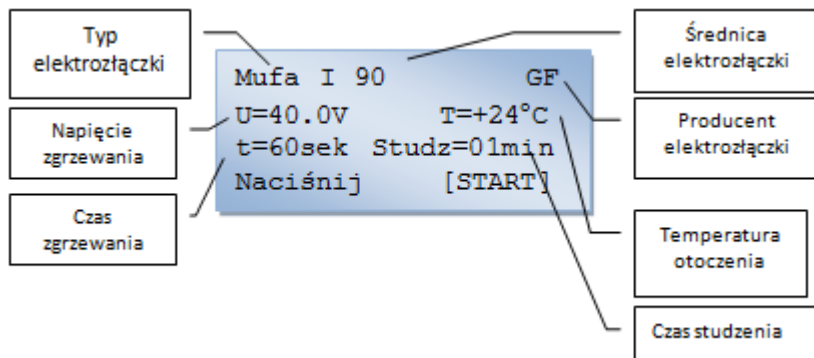 Typ
elektrozłączki
Napięcie
zgrzewania
Czas
zgrzewania
Mufa I 90 GF
U=40.0V T=+24°C
t=60sek Studz=01min
Naciśnij [START]
Średnica
elektrozłączki
Producent
elektrozłączki
Temperatura
otoczenia
Czas studzenia